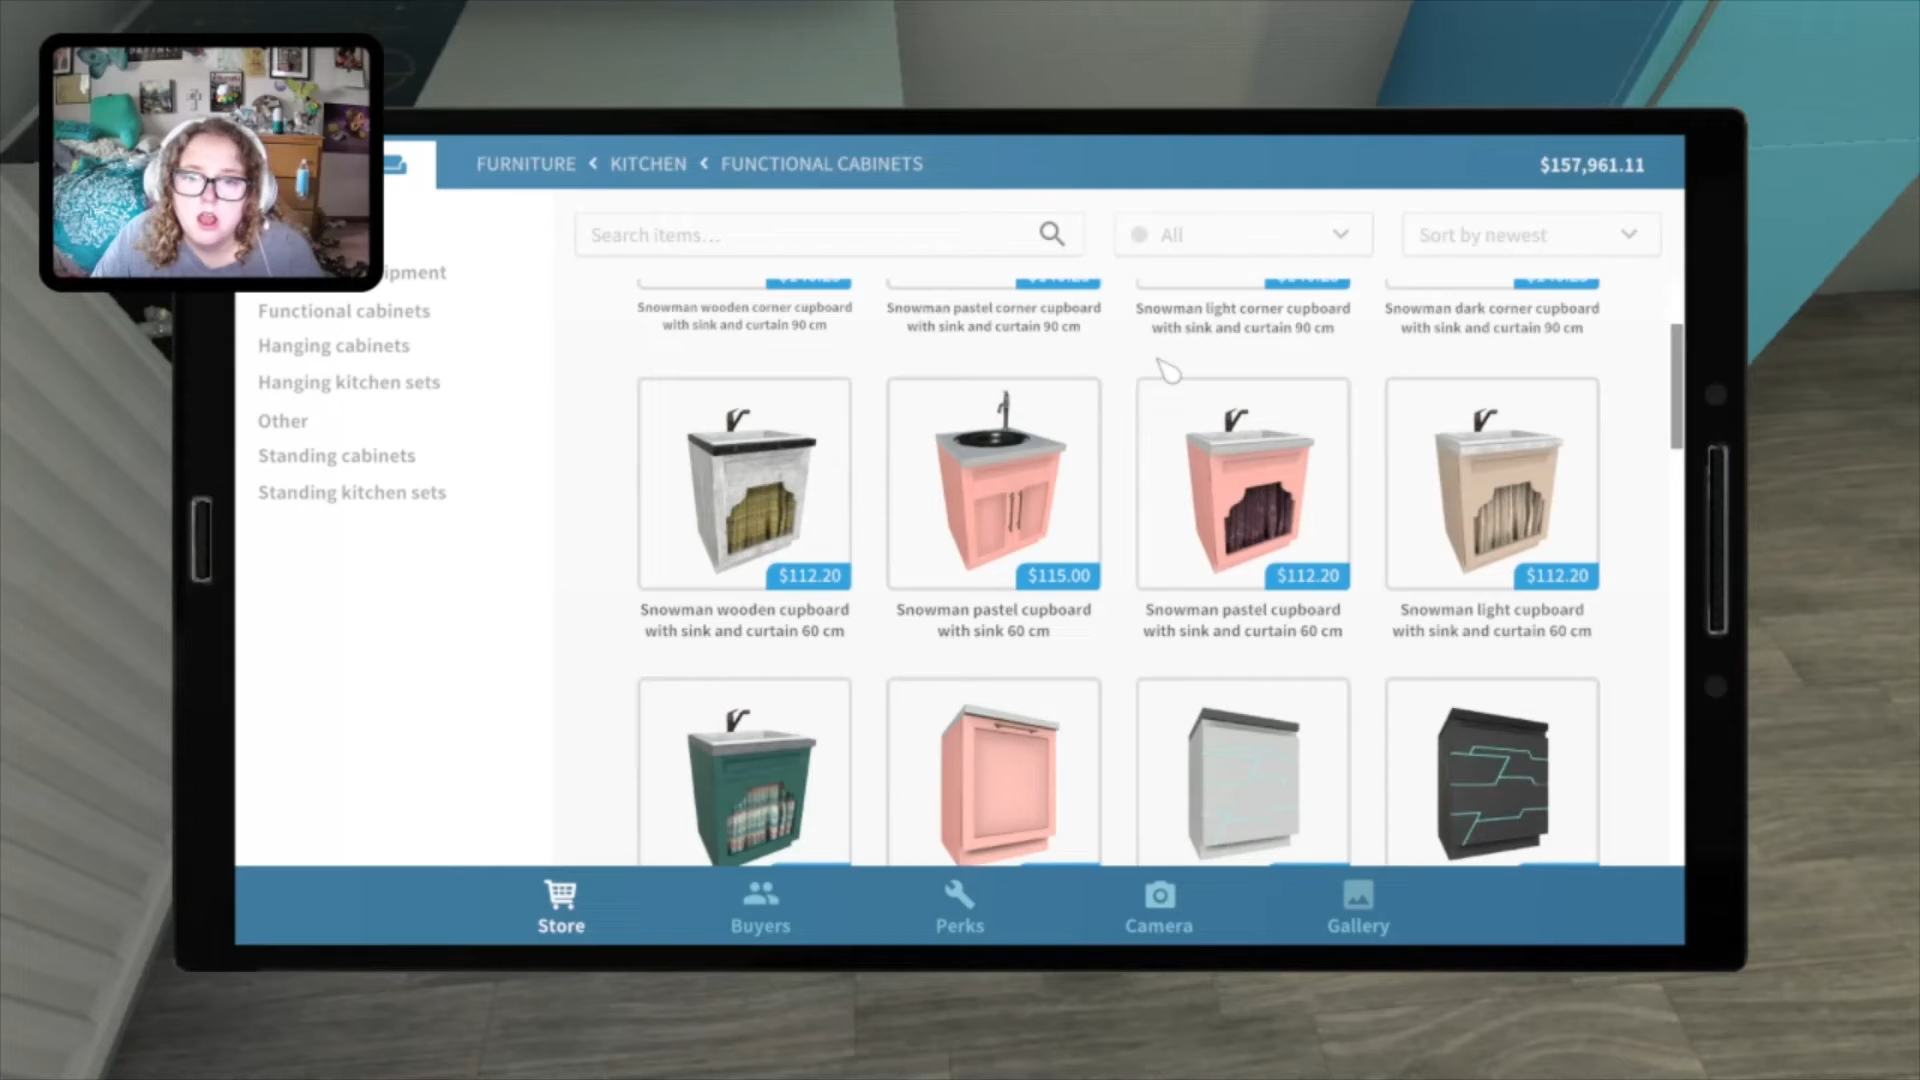 FURNITURE < KITCHEN < FUNCTIONAL CABINETS
$157,961.11
Search items...
All
Sort by newest
Functional cabinets
Hanging cabinets
Hanging kitchen sets
Other
Standing cabinets
Standing kitchen sets
Snowman wooden corner cupboard
with sink and curtain 90 cm
Snowman pastel corner cupboard
with sink and curtain 90 cm
Snowman light corner cupboard
with sink and curtain 90 cm
Snowman dark corner cupboard
with sink and curtain 90 cm
$112.20
Snowman wooden cupboard
with sink and curtain 60 cm
$115.00
Snowman pastel cupboard
with sink 60 cm
$112.20
Snowman pastel cupboard
with sink and curtain 60 cm
$112.20
Snowman light cupboard
with sink and curtain 60 cm
Store
Buyers
Perks
Camera
Gallery